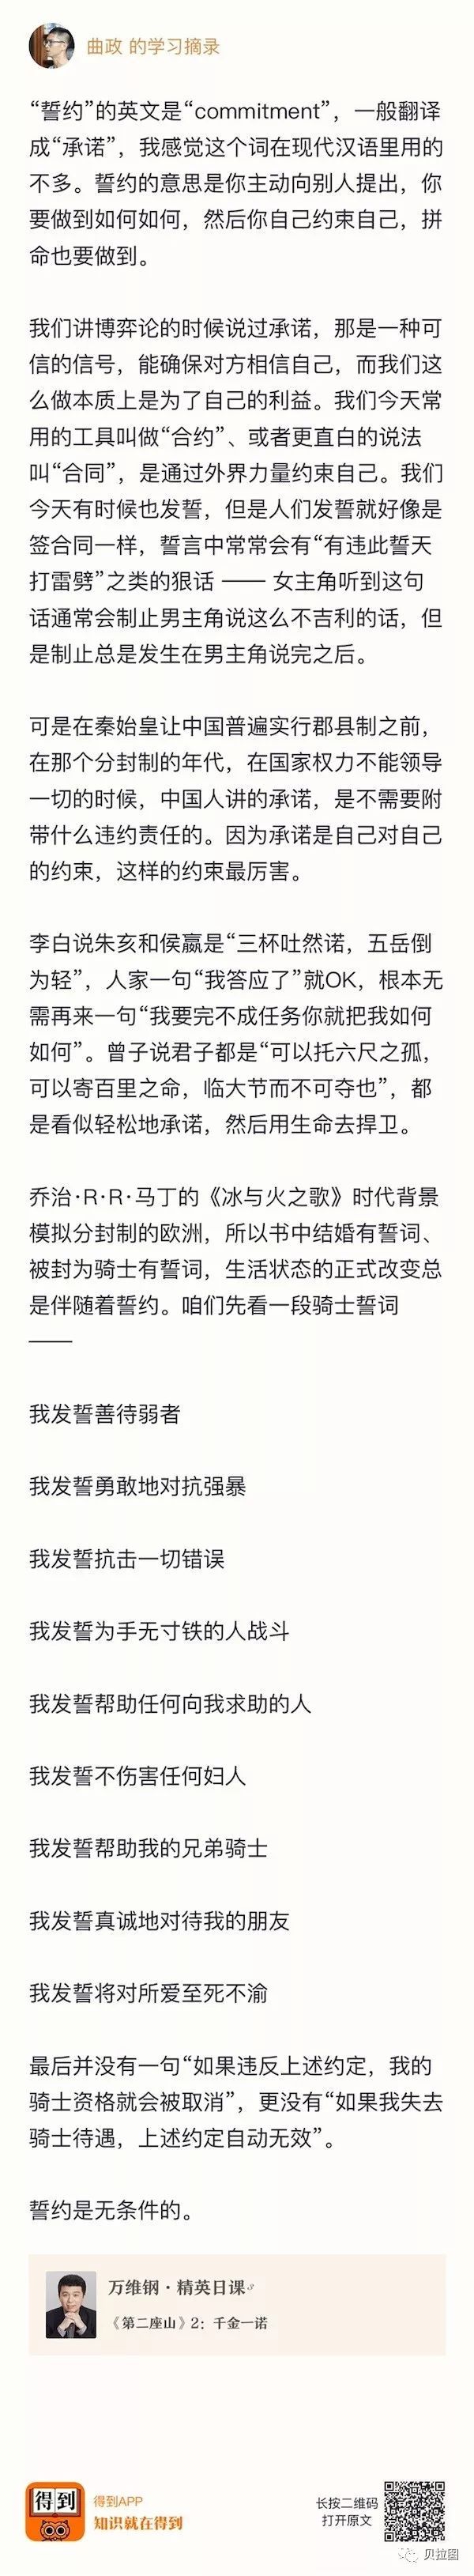 曲政 的学习摘录
“誓约”的英文是“commitment”，一般翻译
成“承诺”，我感觉这个词在现代汉语里用的
不多。誓约的意思是你主动向别人提出，你
要做到如何如何，然后你自己约束自己，拼
命也要做到。
我们讲博弈论的时候说过承诺，那是一种可
信的信号，能确保对方相信自己，而我们这
么做本质上是为了自己的利益。我们今天常
用的工具叫做“合约”、或者更直白的说法
叫“合同”，是通过外界力量约束自己。我们
今天有时候也发誓，但是人们发誓就好像是
签合同一样，誓言中常常会有“有违此誓天
打雷劈”之类的狠话 —— 女主角听到这句
话通常会制止男主角说这么不吉利的话，但
是制止总是发生在男主角说完之后。
可是在秦始皇让中国普遍实行郡县制之前，
在那个分封制的年代，在国家权力不能领导
一切的时候，中国人讲的承诺，是不需要附
带什么违约责任的。因为承诺是自己对自己
的约束，这样的约束最厉害。
李白说朱亥和侯嬴是“三杯吐然诺，五岳倒
为轻”，人家一句“我答应了”就OK，根本无
需再来一句“我要完不成任务你就把我如何
如何”。曾子说君子都是“可以托六尺之孤，
可以寄百里之命，临大节而不可夺也”，都
是看似轻松地承诺，然后用生命去捍卫。
乔治·R·R·马丁的《冰与火之歌》时代背景
模拟分封制的欧洲，所以书中结婚有誓词、
被封为骑士有誓词，生活状态的正式改变总
是伴随着誓约。咱们先看一段骑士誓词
——
我发誓善待弱者
我发誓勇敢地对抗强暴
我发誓抗击一切错误
我发誓为手无寸铁的人战斗
我发誓帮助任何向我求助的人
我发誓不伤害任何妇人
我发誓帮助我的兄弟骑士
我发誓真诚地对待我的朋友
我发誓将对所爱至死不渝
最后并没有一句“如果违反上述约定，我的
骑士资格就会被取消”，更没有“如果我失去
骑士待遇，上述约定自动无效”。
誓约是无条件的。
万维钢·精英日课♂
《第二座山》2：千金一诺
得到
得到APP
知识就在得到
长按二维码
打开原文
贝拉图